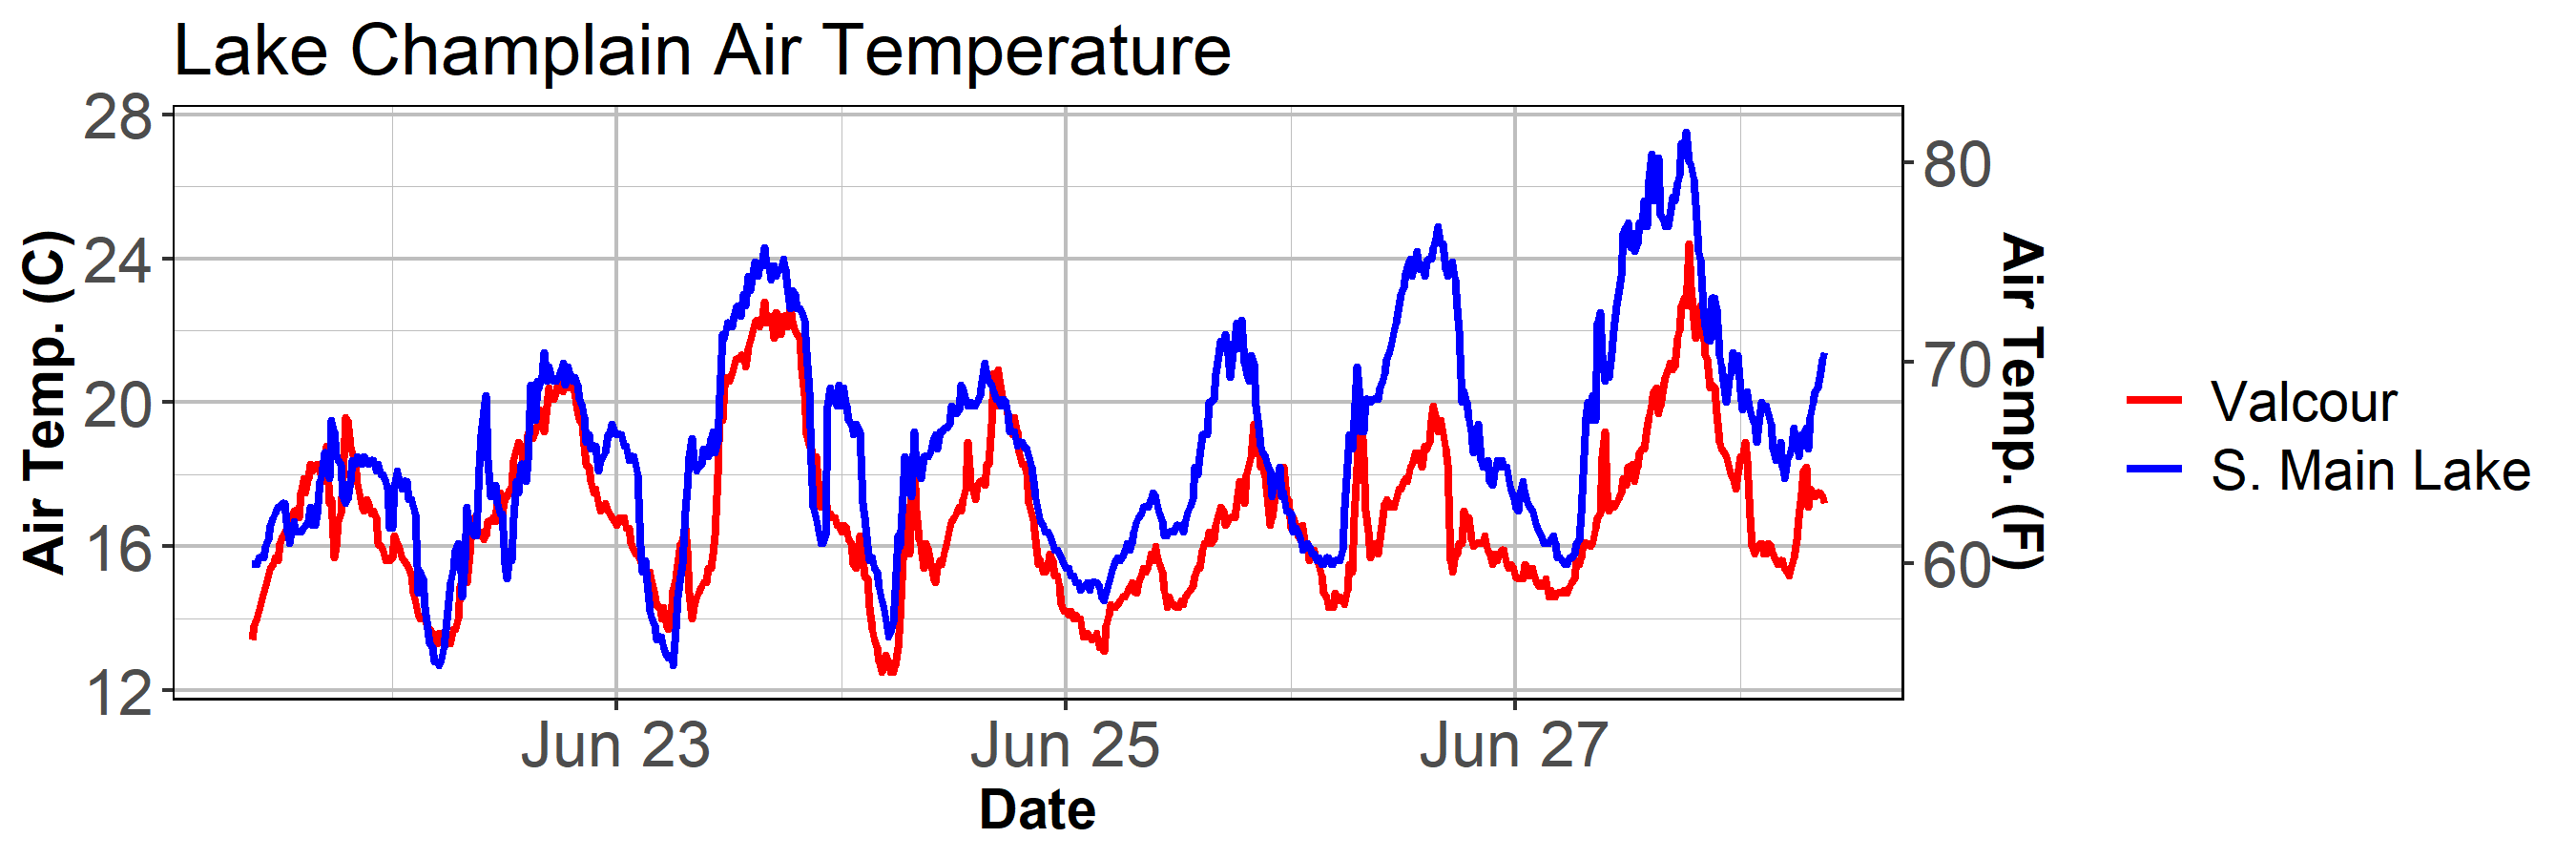 Lake Champlain Air Temperature
28
24
20
16
12
Air Temp. (C)
80
70
60
Air Temp. (F)
Jun 23
Jun 25
Jun 27
Date
Valcour
S. Main Lake